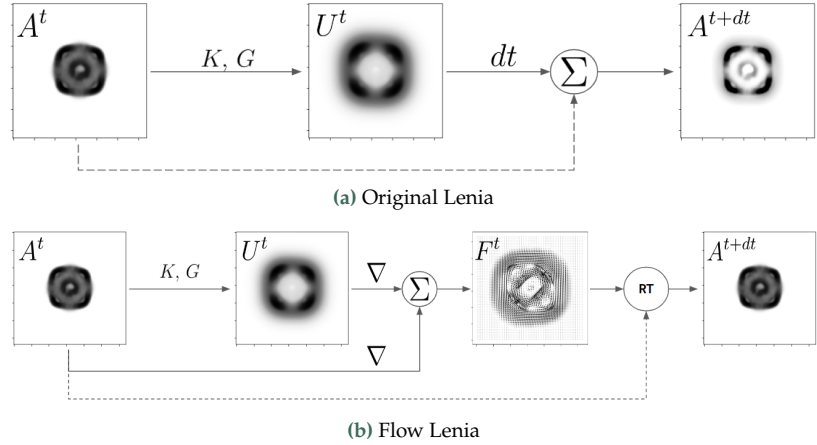 A^t
K, G
U^t
dt
Σ
A^{t+dt}
(a) Original Lenia
A^t
K, G
U^t
∇
Σ
∇
F^t
RT
A^{t+dt}
(b) Flow Lenia